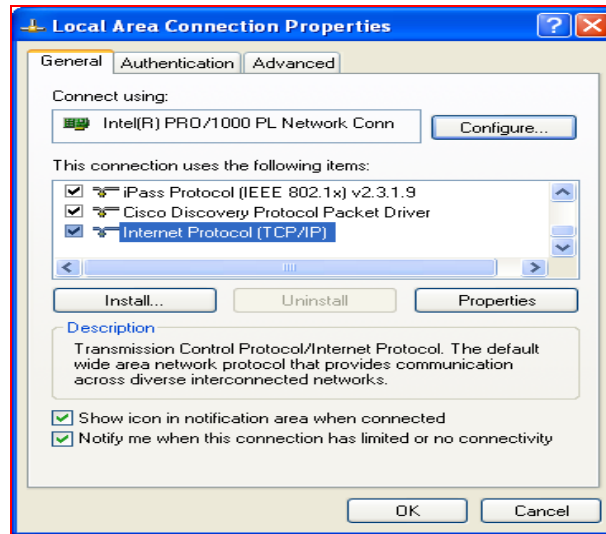 Local Area Connection Properties
General Authentication Advanced
Connect using:
Intel(R) PRO/1000 PL Network Conn Configure...
This connection uses the following items:
iPass Protocol (IEEE 802.1x) v2.3.1.9
Cisco Discovery Protocol Packet Driver
Internet Protocol (TCP/IP)
Install... Uninstall Properties
Description
Transmission Control Protocol/Internet Protocol. The default
wide area network protocol that provides communication
across diverse interconnected networks.
Show icon in notification area when connected
Notify me when this connection has limited or no connectivity
OK Cancel